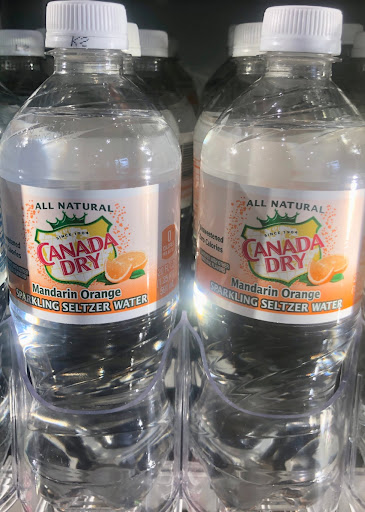 ALL NATURAL
SINCE 1904
CANADA
DRY
Mandarin Orange
SPARKLING SELTZER WATER
ALL NATURAL
SINCE 1904
CANADA
DRY
Mandarin Orange
SPARKLING SELTZER WATER
Calories